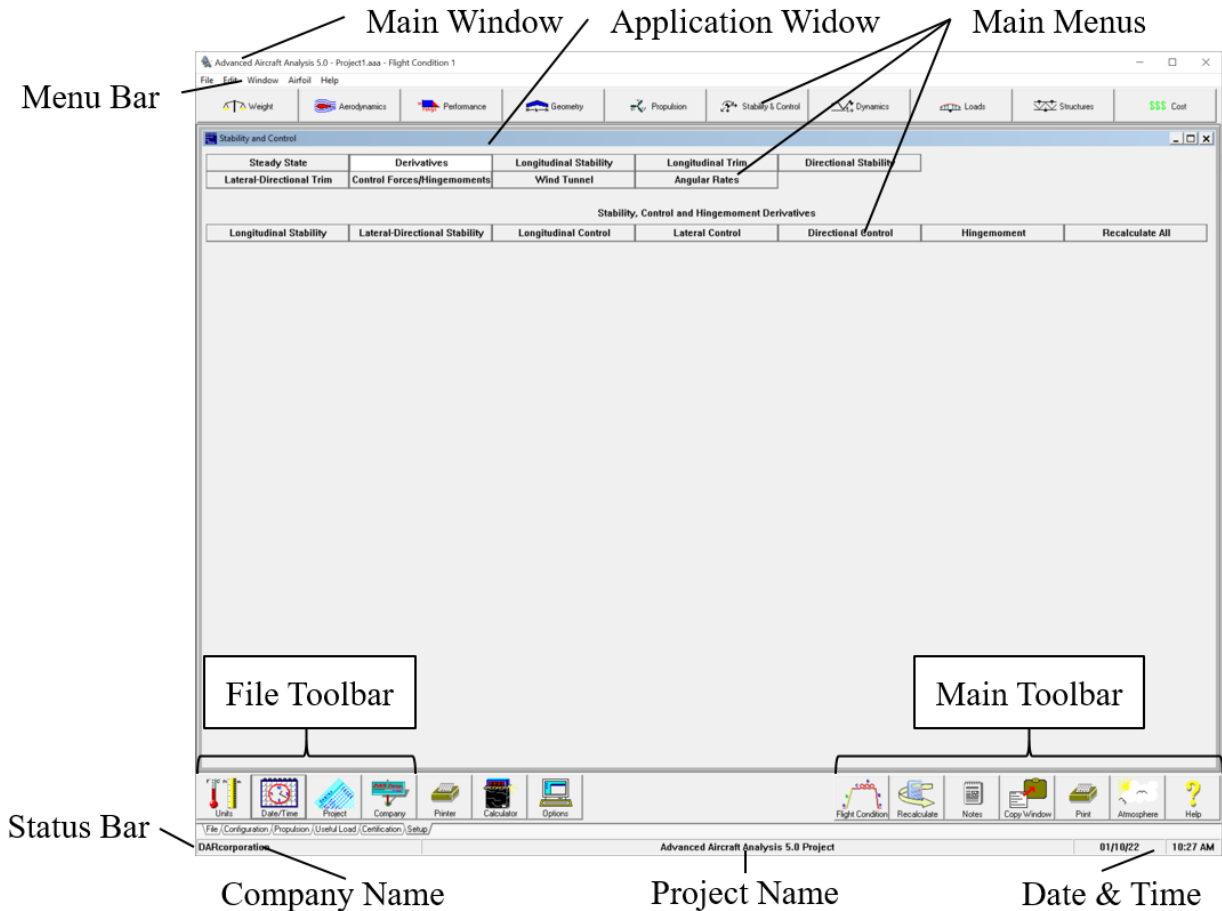 Main Window Application Widow Main Menus
Advanced Aircraft Analysis 5.0 - Project1.aaa - Flight Condition 1
File Edit Window Airfoil Help
Menu Bar
Weight Aerodynamics Performance Geometry Propulsion Stability & Control Dynamics Loads Structures $$$ Cost
Stability and Control
Steady State Derivatives Longitudinal Stability Longitudinal Trim Directional Stability
Lateral-Directional Trim Control Forces/Hingemoments Wind Tunnel Angular Rates
Stability, Control and Hingemoment Derivatives
Longitudinal Stability Lateral-Directional Stability Longitudinal Control Lateral Control Directional Control Hingemoment Recalculate All
File Toolbar Main Toolbar
Units Date/Time Project Company Printer Calculator Options Flight Condition Recalculate Notes Copy Window Print Atmosphere Help
File Configuration Propulsion Useful Load Certification Setup
Status Bar
DARcorporation Advanced Aircraft Analysis 5.0 Project 01/10/22 10:27 AM
Company Name Project Name Date & Time